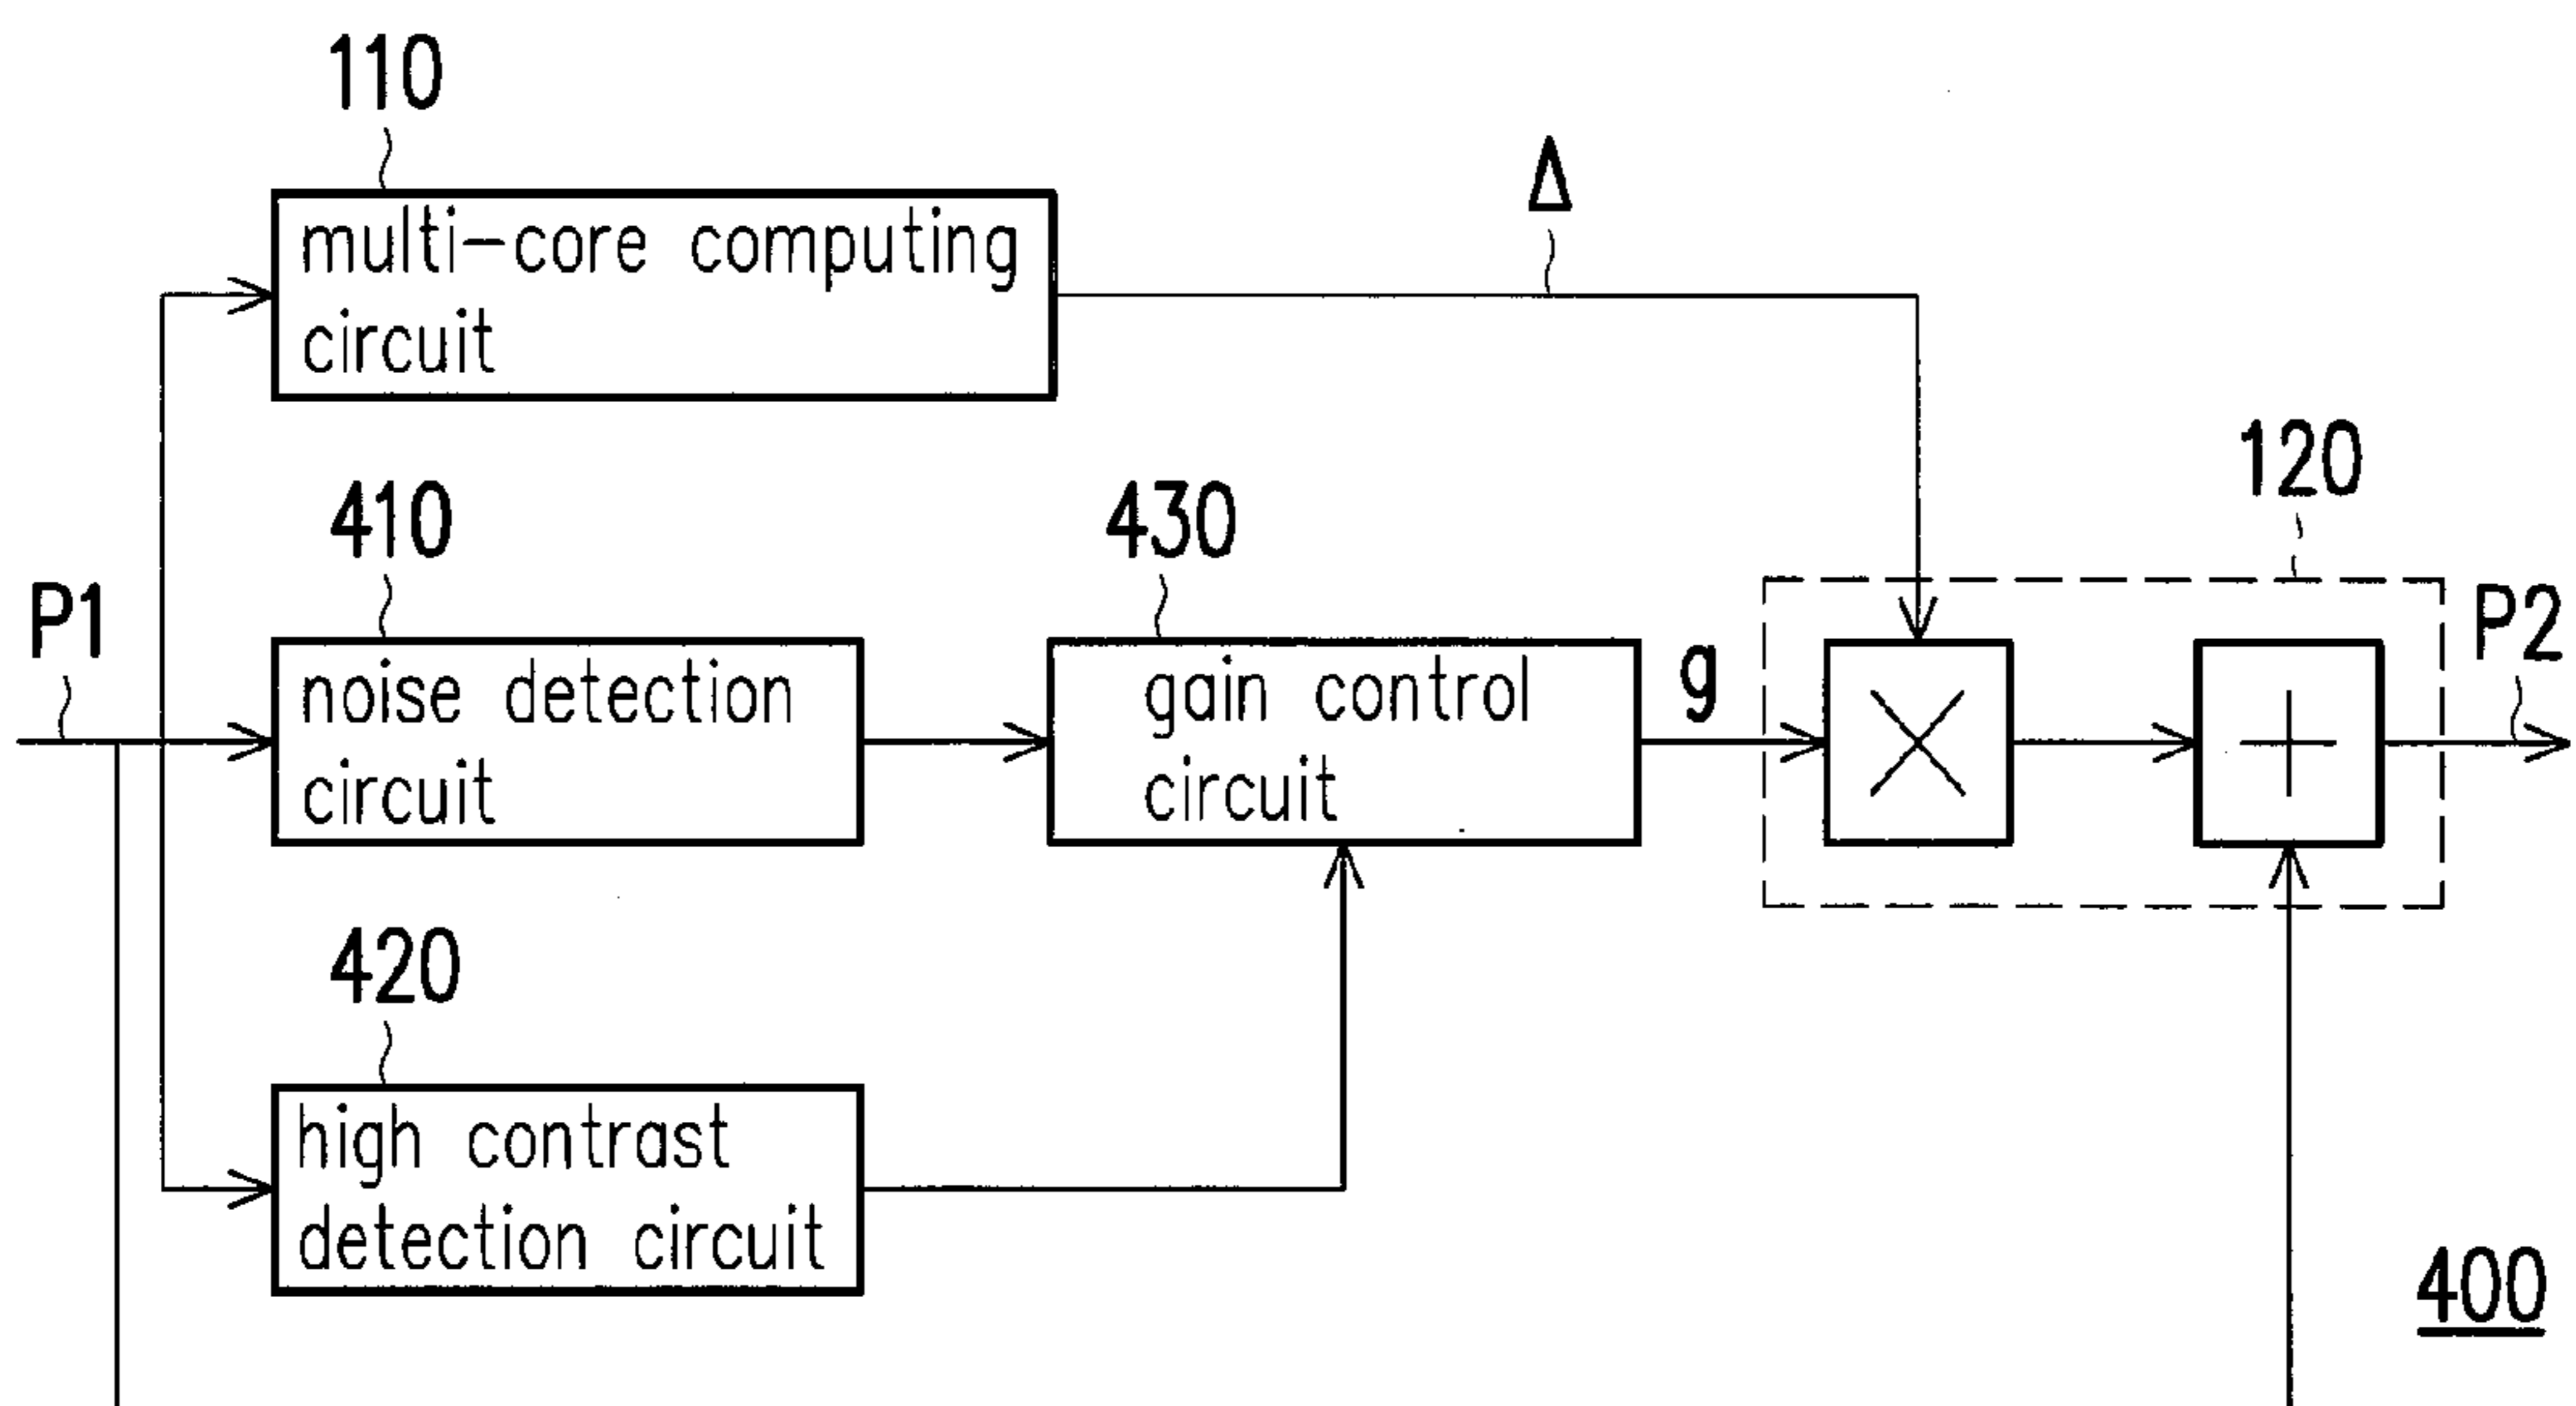 110
multi-core computing
circuit
Δ
410
noise detection
circuit
430
gain control
circuit
120
P1
g
×
+
P2
420
high contrast
detection circuit
400